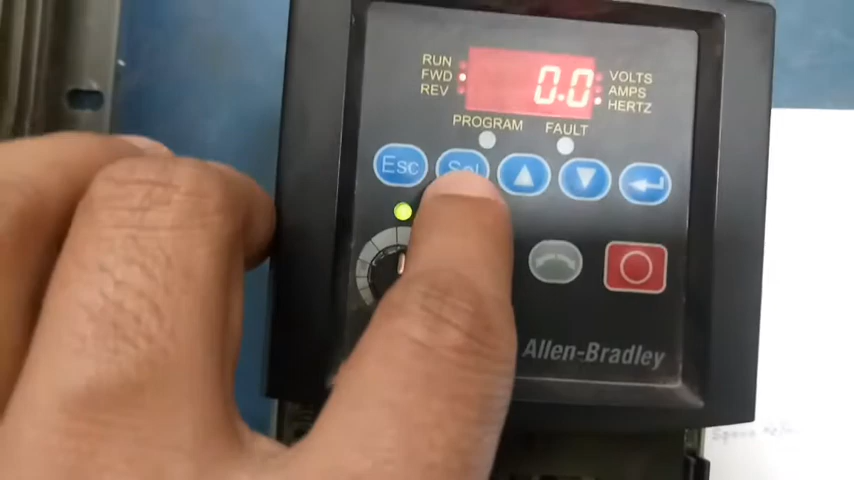 RUN
FWD
REV
0.0
VOLTS
AMPS
HERTZ
PROGRAM FAULT
Esc Sel
Allen-Bradley